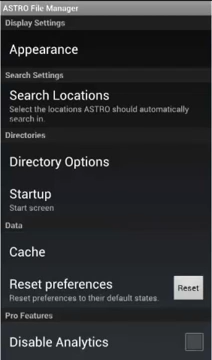 ASTRO File Manager
Display Settings
Appearance
Search Settings
Search Locations
Select the locations ASTRO should automatically
search in.
Directories
Directory Options
Startup
Start screen
Data
Cache
Reset preferences
Reset preferences to their default states.
Reset
Pro Features
Disable Analytics